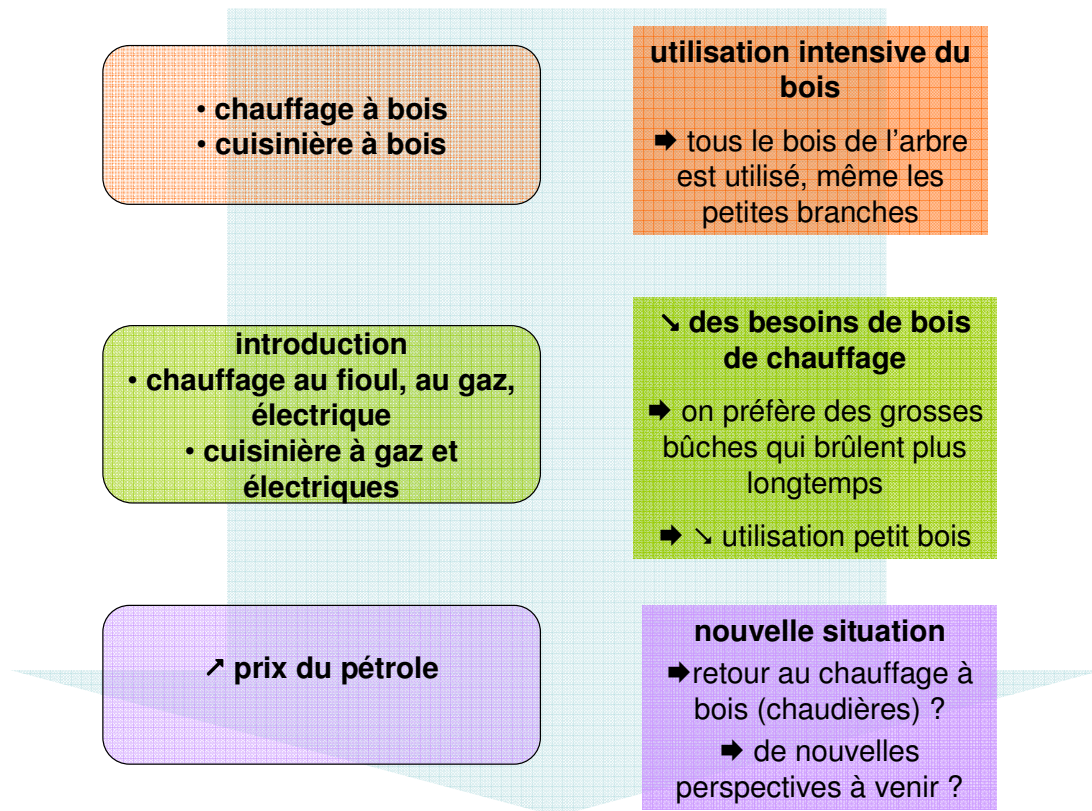 • chauffage à bois
• cuisinière à bois
utilisation intensive du
bois
➡ tous le bois de l'arbre
est utilisé, même les
petites branches
introduction
• chauffage au fioul, au gaz,
électrique
• cuisinière à gaz et
électriques
↘ des besoins de bois
de chauffage
➡ on préfère des grosses
bûches qui brûlent plus
longtemps
➡ ↘ utilisation petit bois
↗ prix du pétrole
nouvelle situation
➡retour au chauffage à
bois (chaudières) ?
➡ de nouvelles
perspectives à venir ?